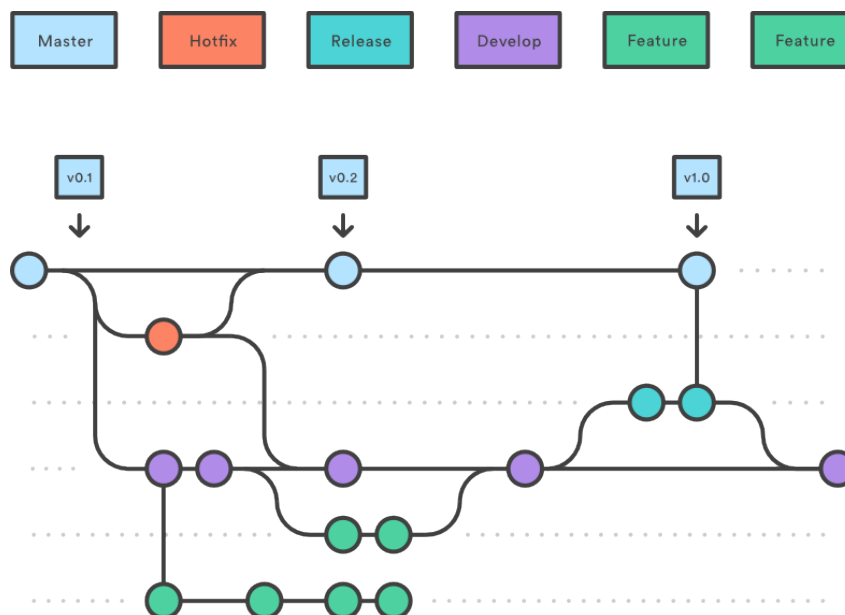 Master
Hotfix
Release
Develop
Feature
Feature
v0.1
v0.2
v1.0